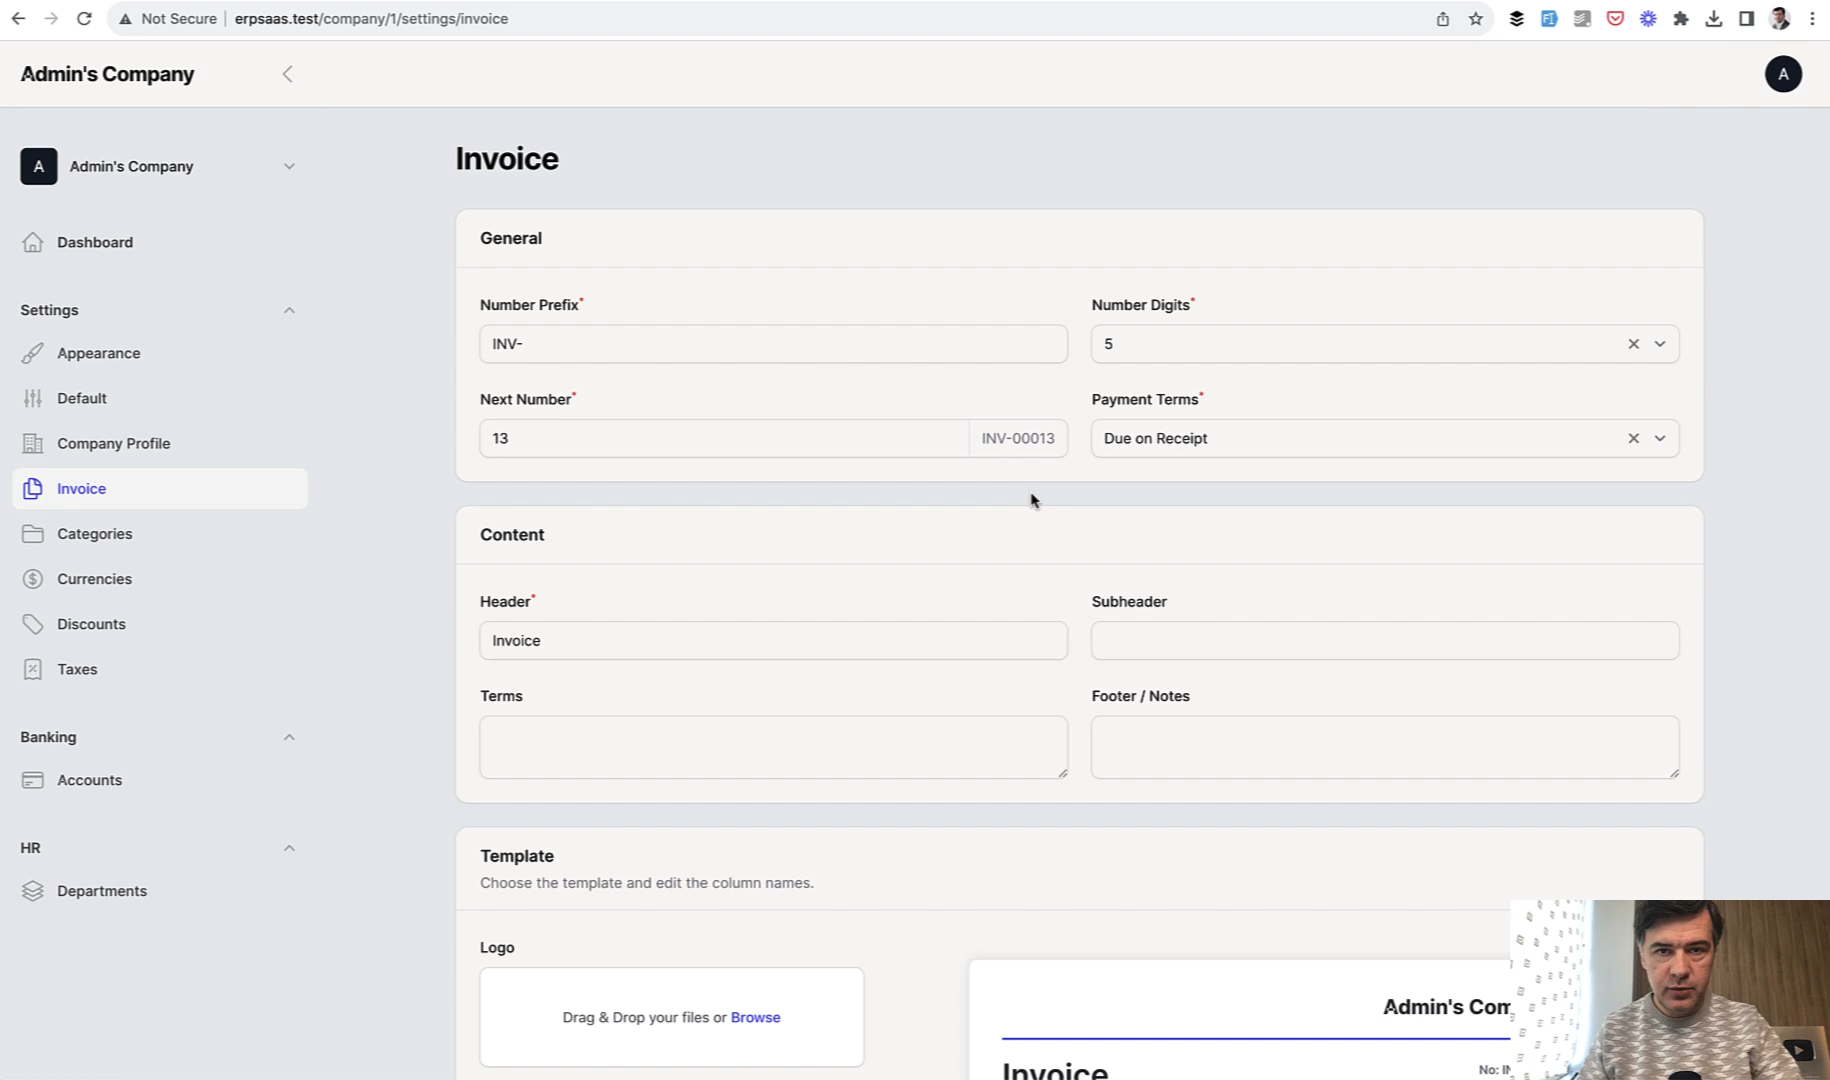 Not Secure
erpsaas.test/company/1/settings/invoice
Admin's Company
A
A
Admin's Company
Dashboard
Settings
Appearance
Default
Company Profile
Invoice
Categories
Currencies
Discounts
Taxes
Banking
Accounts
HR
Departments
Invoice
General
Number Prefix*
INV-
Number Digits*
5
Next Number*
13
INV-00013
Payment Terms*
Due on Receipt
Content
Header*
Invoice
Subheader
Terms
Footer / Notes
Template
Choose the template and edit the column names.
Logo
Drag & Drop your files or Browse
Admin's Com
Invoice
No: